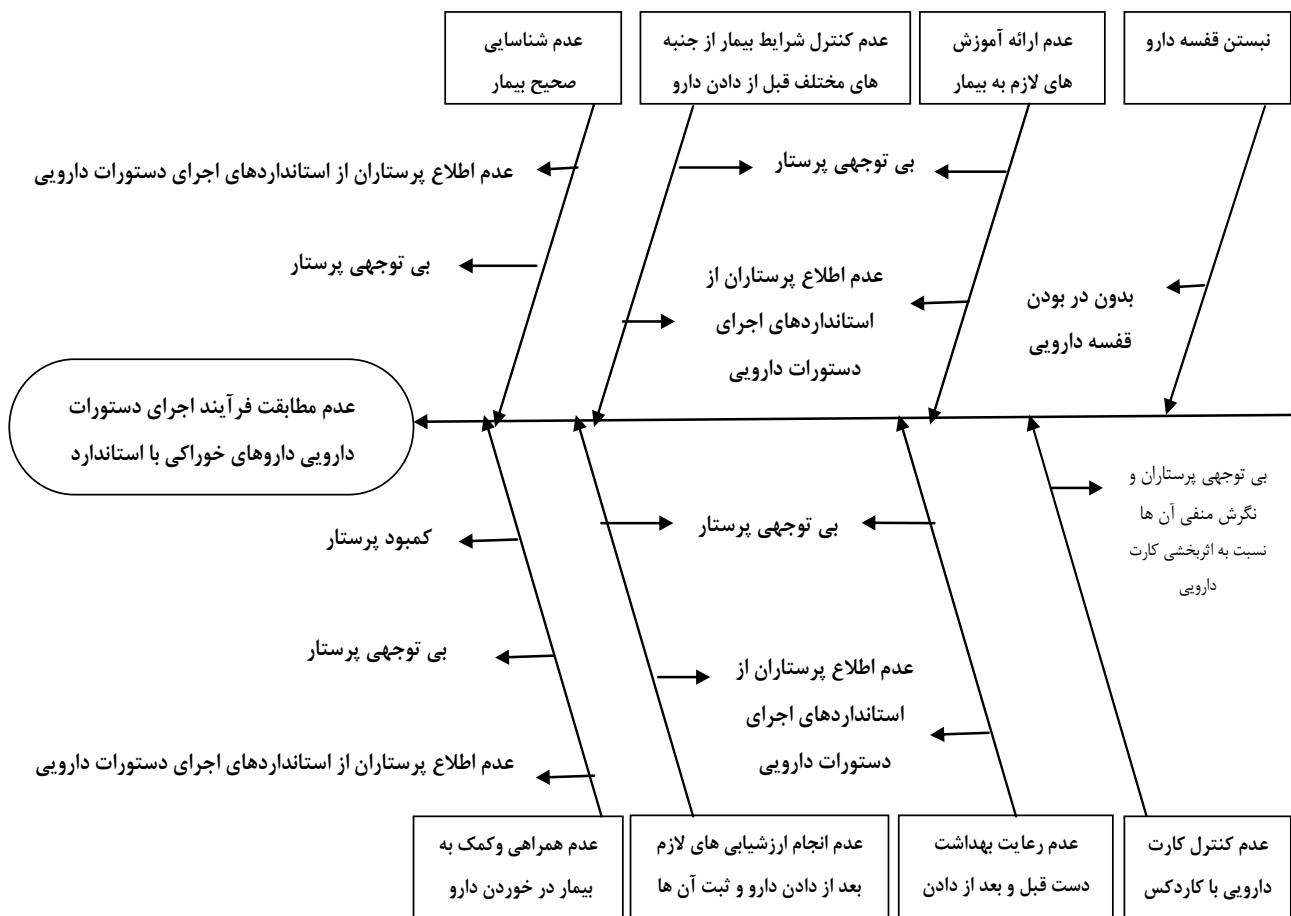 نبستن قفسه دارو
عدم ارائه آموزش
های لازم به بیمار
عدم کنترل شرایط بیمار از جنبه
های مختلف قبل از دادن دارو
عدم شناسایی
صحیح بیمار
بی توجهی پرستار
عدم اطلاع پرستاران از استانداردهای اجرای دستورات دارویی
بی توجهی پرستار
عدم اطلاع پرستاران از
استانداردهای اجرای
دستورات دارویی
بدون در بودن
قفسه دارویی
عدم مطابقت فرآیند اجرای دستورات
دارویی داروهای خوراکی با استاندارد
بی توجهی پرستاران و
نگرش منفی آن ها
نسبت به اثربخشی کارت
دارویی
بی توجهی پرستار
کمبود پرستار
بی توجهی پرستار
عدم اطلاع پرستاران از
استانداردهای اجرای
دستورات دارویی
عدم اطلاع پرستاران از استانداردهای اجرای دستورات دارویی
عدم کنترل کارت
دارویی با کاردکس
عدم رعایت بهداشت
دست قبل و بعد از دادن
عدم انجام ارزشیابی های لازم
بعد از دادن دارو و ثبت آن ها
عدم همراهی وکمک به
بیمار در خوردن دارو